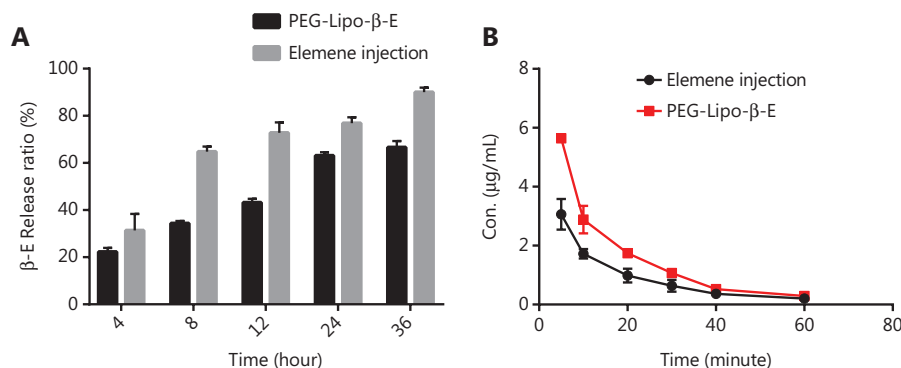 A
PEG-Lipo-β-E
Elemene injection
β-E Release ratio (%)
100
80
60
40
20
0
4
8
12
24
36
Time (hour)
B
Elemene injection
PEG-Lipo-β-E
Con. (μg/mL)
8
6
4
2
0
0
20
40
60
80
Time (minute)